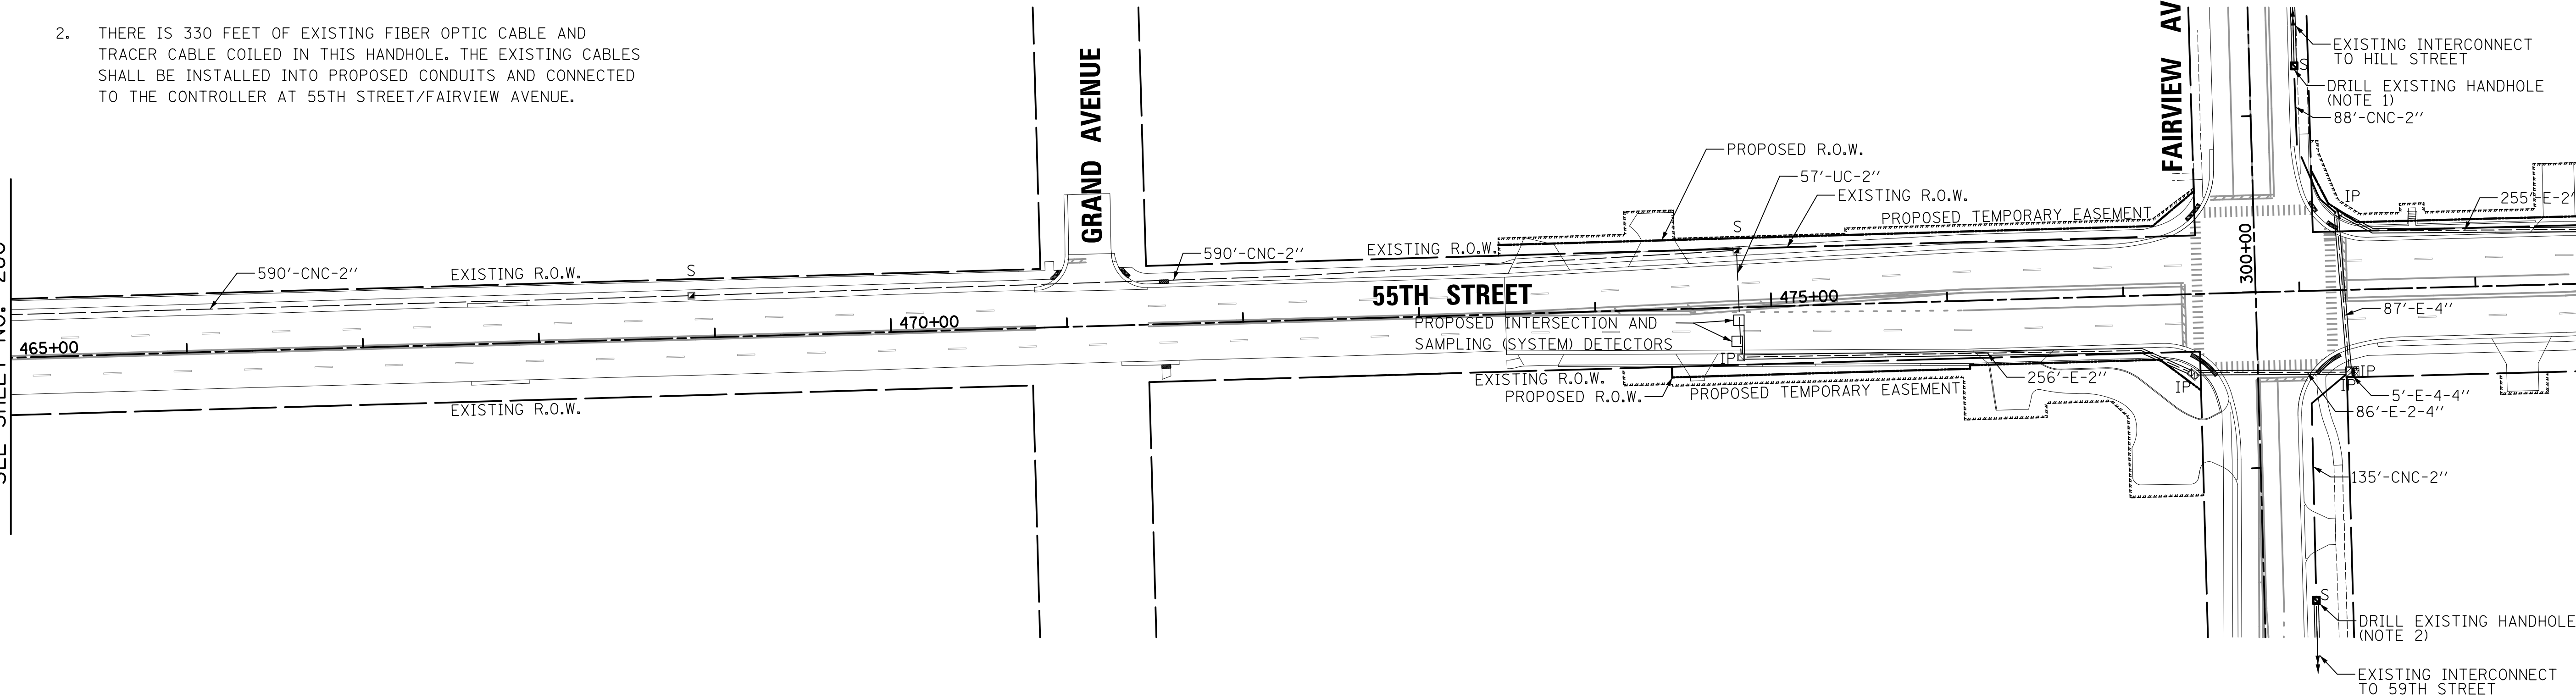 2. THERE IS 330 FEET OF EXISTING FIBER OPTIC CABLE AND
TRACER CABLE COILED IN THIS HANDHOLE. THE EXISTING CABLES
SHALL BE INSTALLED INTO PROPOSED CONDUITS AND CONNECTED
TO THE CONTROLLER AT 55TH STREET/FAIRVIEW AVENUE.
GRAND AVENUE
FAIRVIEW AV
EXISTING INTERCONNECT
TO HILL STREET
S
DRILL EXISTING HANDHOLE
(NOTE 1)
88'-CNC-2"
PROPOSED R.O.W.
57'-UC-2"
EXISTING R.O.W.
PROPOSED TEMPORARY EASEMENT
IP
255'-E-2"
S
590'-CNC-2"
EXISTING R.O.W.
S
590'-CNC-2"
EXISTING R.O.W.
300+00
55TH STREET
475+00
470+00
465+00
PROPOSED INTERSECTION AND
SAMPLING (SYSTEM) DETECTORS
IP
87'-E-4"
EXISTING R.O.W.
PROPOSED R.O.W.
PROPOSED TEMPORARY EASEMENT
256'-E-2"
IP
IP
IP
5'-E-4-4"
86'-E-2-4"
EXISTING R.O.W.
135'-CNC-2"
S
DRILL EXISTING HANDHOLE
(NOTE 2)
EXISTING INTERCONNECT
TO 59TH STREET